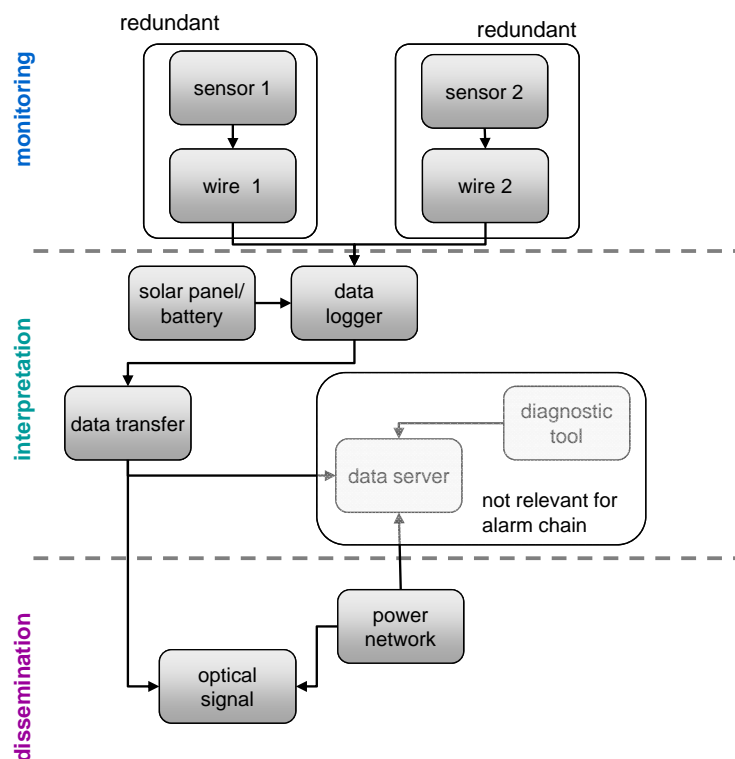 redundant
redundant
monitoring
sensor 1
sensor 2
wire 1
wire 2
interpretation
solar panel/
battery
data
logger
data transfer
diagnostic
tool
data server
not relevant for
alarm chain
dissemination
power
network
optical
signal